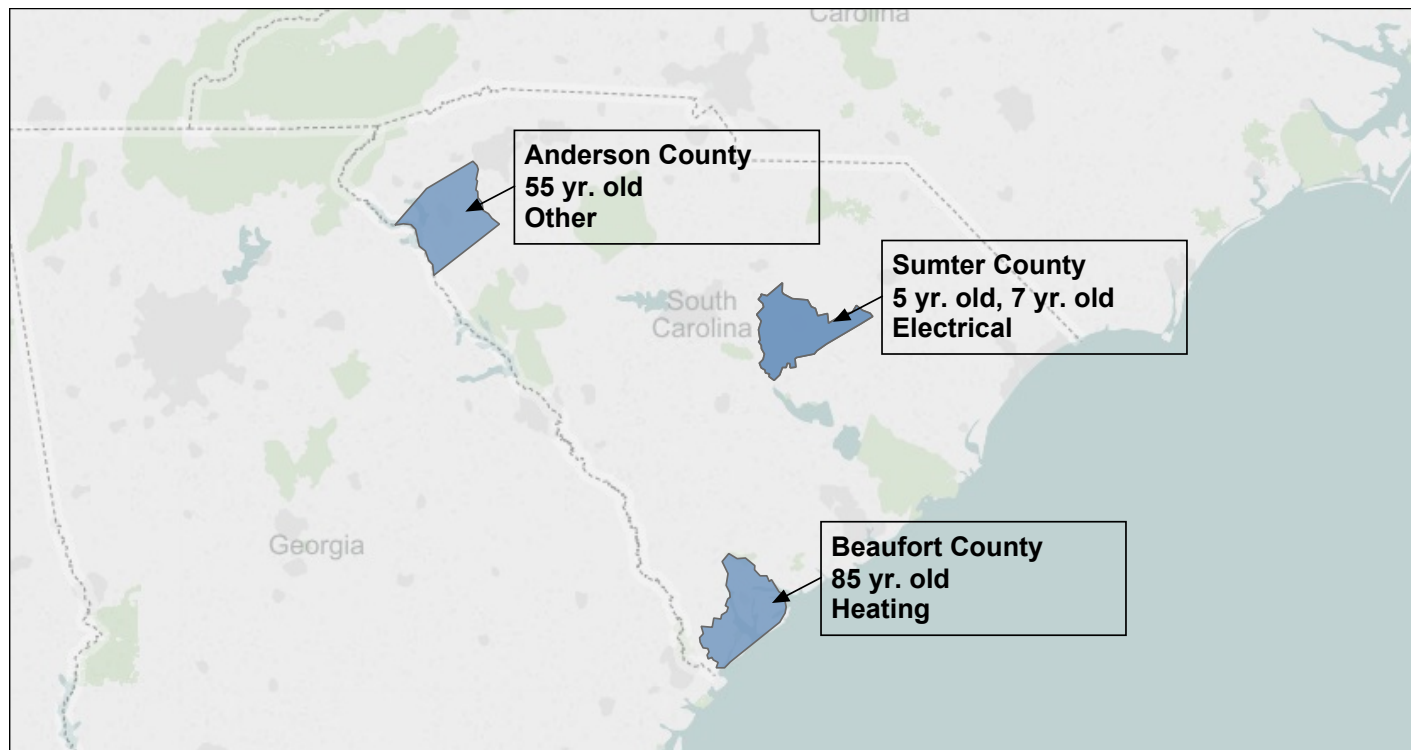 Carolina
Anderson County
55 yr. old
Other
Sumter County
5 yr. old, 7 yr. old
Electrical
South
Carolina
Georgia
Beaufort County
85 yr. old
Heating